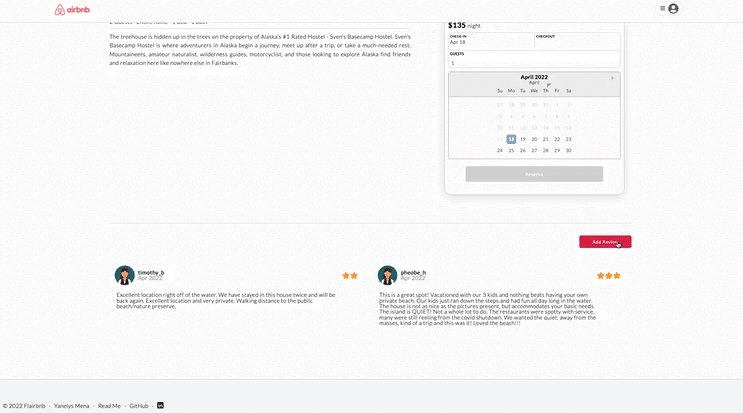 airbnb
The treehouse is hidden up in the trees on the property of Alaska's #1 Rated Hostel - Sven's Basecamp Hostel. Sven's
Basecamp Hostel is where adventurers in Alaska begin a journey, meet up after a trip, or take a much-needed rest.
Mountaineers, amateur naturalist, wilderness guides, motorcyclist, and those looking to explore Alaska find friends
and relaxation here like nowhere else in Fairbanks.
$135 night
CHECK-IN
Apr 18
CHECKOUT
GUESTS
1
April 2022
April
Su Mo Tu We Th Fr Sa
27 28 29 30 31 1 2
3 4 5 6 7 8 9
10 11 12 13 14 15 16
17 18 19 20 21 22 23
24 25 26 27 28 29 30
Reserve
Add Review
timothy_b
Apr 2022
Excellent location right off of the water. We have stayed in this house twice and will be
back again. Excellent location and very private. Walking distance to the public
beach/nature preserve.
pheobe_h
Apr 2022
This is a great spot! Vacationed with our 3 kids and nothing beats having your own
private beach. Our kids just ran down the steps and had fun all day long in the water.
The house is not as nice as the pictures present, but accommodates your basic needs.
The island is QUIET! Not a whole lot to do. The restaurants were spotty with service,
many were still reeling from the covid shutdown. We wanted the quiet, away from the
masses, kind of a trip and this was it! Loved the beach!!!
© 2022 Flairbnb · Yanelys Mena · Read Me · GitHub ·